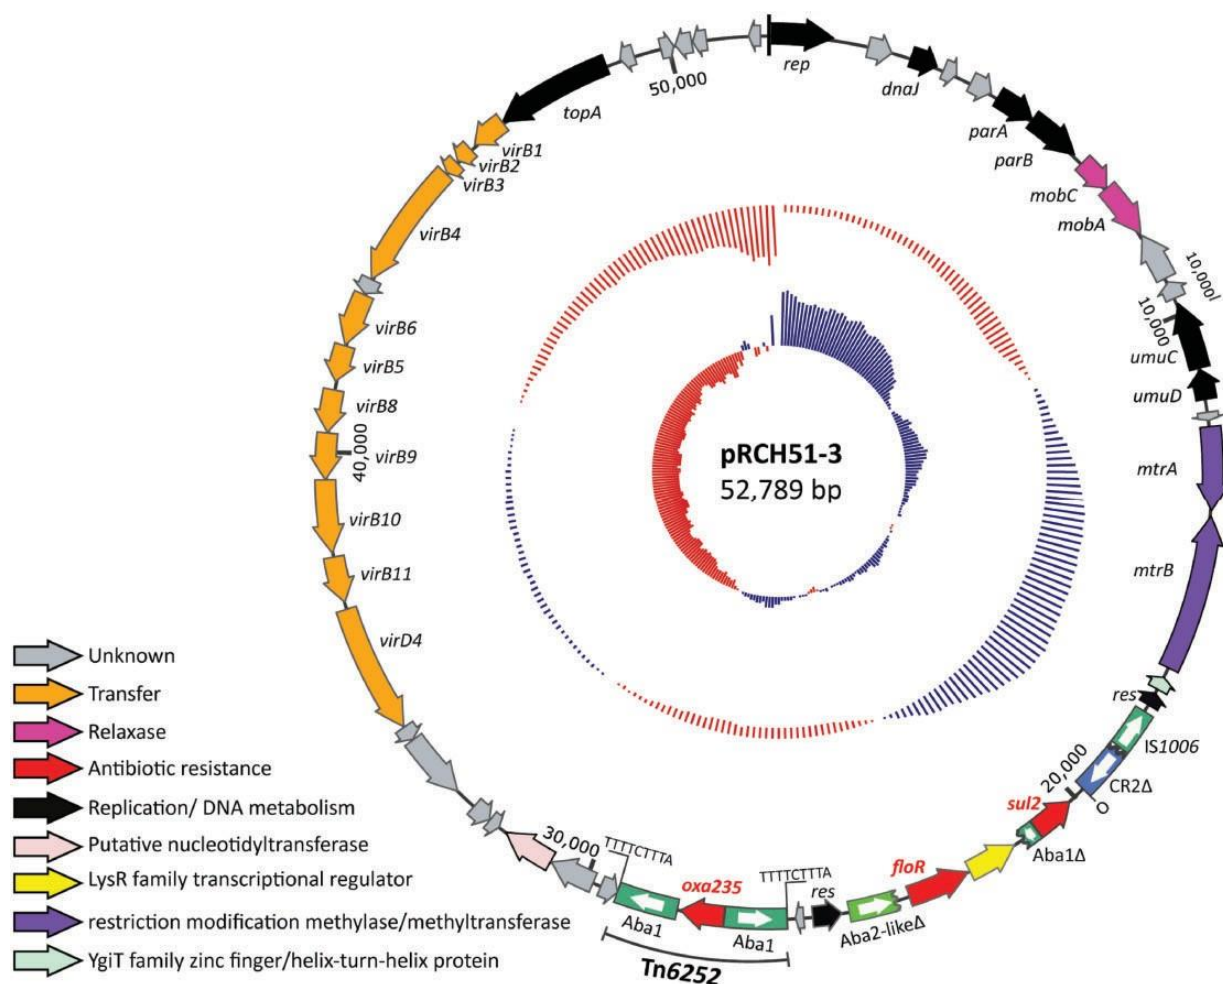 rep
dnaJ
parA
parB
mobC
mobA
10,000l
10,000
umuC
umuD
mtrA
mtrB
res
IS1006
CR2Δ
O
20,000
sul2
Aba1Δ
floR
Aba2-likeΔ
res
TTTTCTTTA
Aba1
oxa235
Aba1
TTTTCTTTA
Tn6252
30,000
virD4
virB11
virB10
virB9
40,000
virB8
virB5
virB6
virB4
virB3
virB2
virB1
topA
50,000
pRCH51-3
52,789 bp
Unknown
Transfer
Relaxase
Antibiotic resistance
Replication/ DNA metabolism
Putative nucleotidyltransferase
LysR family transcriptional regulator
restriction modification methylase/methyltransferase
YgiT family zinc finger/helix-turn-helix protein